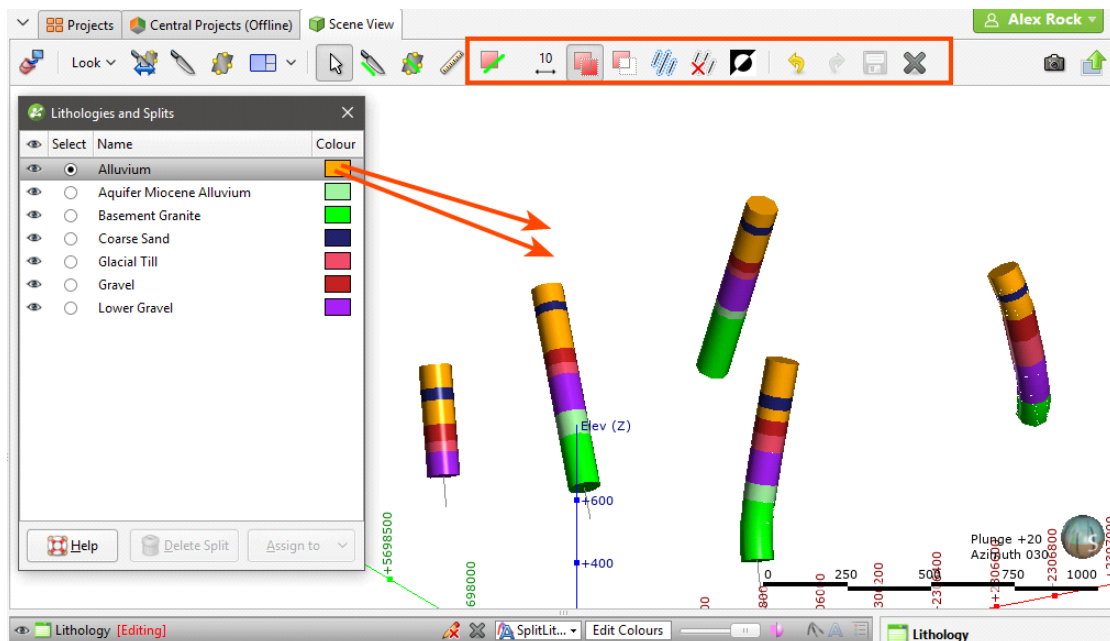 Projects
Central Projects (Offline)
Scene View
Alex Rock
Look
10
Lithologies and Splits
Select Name Colour
Alluvium
Aquifer Miocene Alluvium
Basement Granite
Coarse Sand
Glacial Till
Gravel
Lower Gravel
Help
Delete Split
Assign to
Elev (Z)
+600
+400
+5698500
698000
Plunge +20
Azimuth 030
0 250 500 750 1000
Lithology [Editing]
SplitLit...
Edit Colours
Lithology